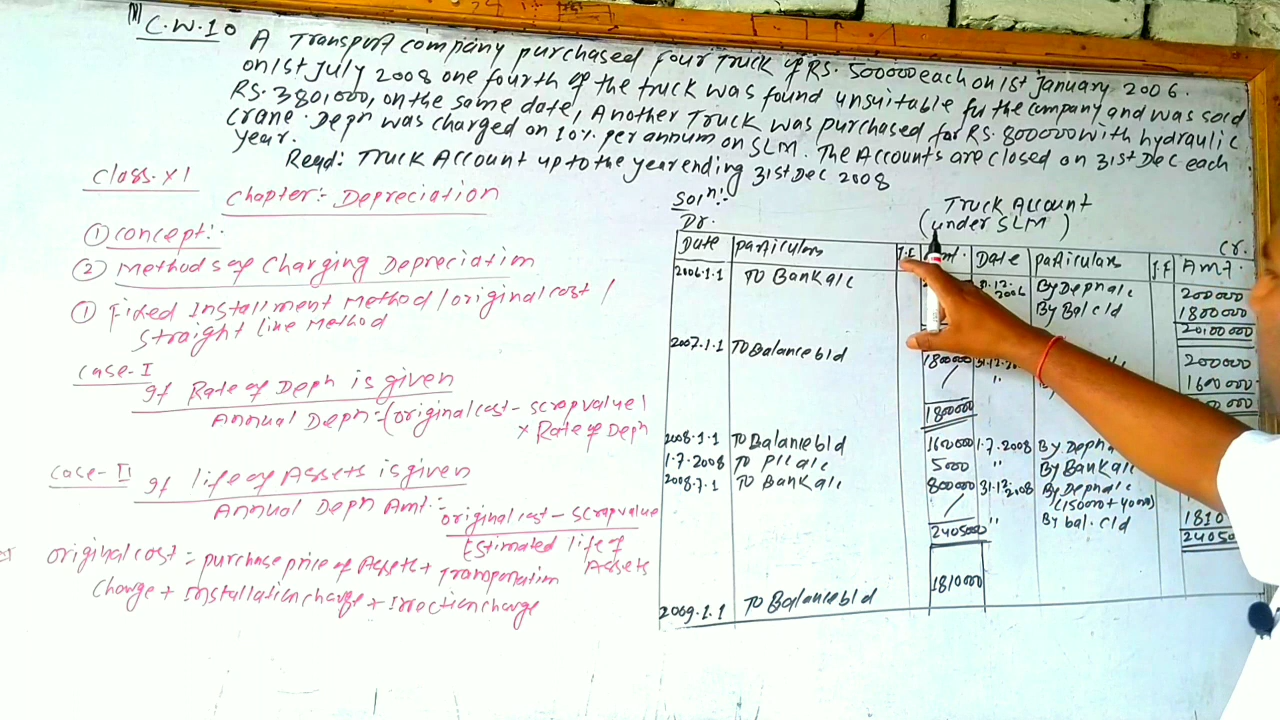 C.W.10 A Transport company purchased four Truck of RS. 500000 each on 1st January 2006.
on 1st July 2008 one fourth of the truck was found unsuitable for the company and was sold
RS. 3801000, on the same date, Another Truck was purchased for RS. 800000 with hydraulic
crane. Depn was charged on 10% per annum on SLM. The Accounts are closed on 31st Dec each
year.
Reqd: Truck Account up to the year ending 31st Dec 2008
Class-XI
Chapter: Depreciation
① concept:-
② Methods of Charging Depreciation
① Fixed Installment Method / original cost /
straight line Method
Case-I
If Rate of Depn is given
Annual Depn = (original cost - scrap value)
× Rate of Depn
Case-II
If life of Assets is given
Annual Depn Amt. = original cost - scrap value
Estimated life of
Assets
original cost = purchase price of Assets + Transportation
Charge + Installation charge + Irrection charge
Soln:-
Truck Account
(under SLM)
Dr.
Cr.
Date particulars J.F Amt. Date particulars J.F Amt.
2006.1.1 To Bank a/c 2006 By Depn a/c 200000
By Bal c/d 1800000
20100000
2007.1.1 To Balance b/d 1800000 200000
〃 1600000
1800000
2008.1.1 To Balance b/d 1600000 1.7.2008 By Depn
1.7.2008 To P/L a/c 5000 〃 By Bank a/c
2008.7.1 To Bank a/c 800000 31.12.2008 By Depn a/c
(150000 + 40000)
〃 By bal. c/d 1810
2405000 2405
2009.1.1 To Balance b/d 1810000